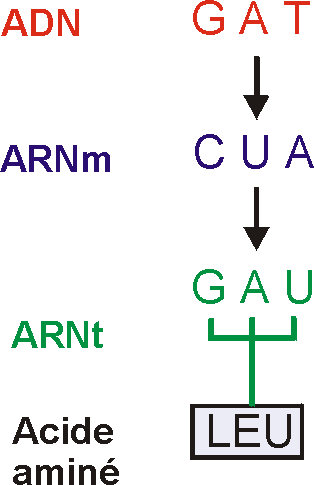 ADN G A T
ARNm C U A
G A U
ARNt
LEU
Acide
aminé